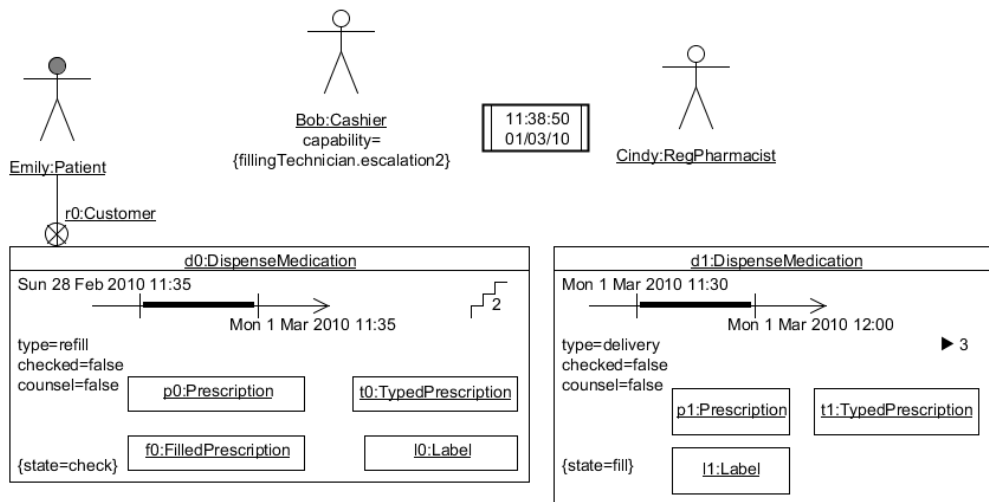 Emily:Patient
Bob:Cashier
capability=
{fillingTechnician.escalation2}
11:38:50
01/03/10
Cindy:RegPharmacist
r0:Customer
d0:DispenseMedication
Sun 28 Feb 2010 11:35
2
Mon 1 Mar 2010 11:35
type=refill
checked=false
counsel=false
p0:Prescription
t0:TypedPrescription
f0:FilledPrescription
l0:Label
{state=check}
d1:DispenseMedication
Mon 1 Mar 2010 11:30
Mon 1 Mar 2010 12:00
type=delivery
3
checked=false
counsel=false
p1:Prescription
t1:TypedPrescription
{state=fill}
l1:Label